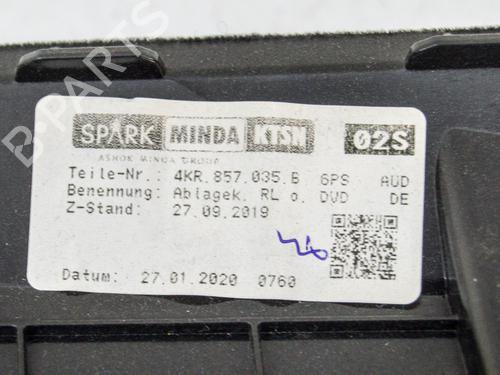 SPARK MINDA KTSN 02S
ASHOK MINDA GROUP
Teile-Nr.: 4KR.857.035.B 6PS AUD
Benennung: Ablagek. RL o. DVD DE
Z-Stand: 27.09.2019
Datum: 27.01.2020 0760
B-PARTS